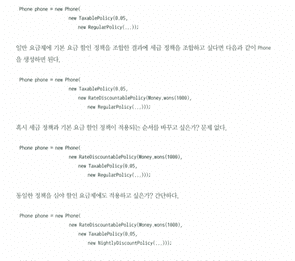 Phone phone = new Phone(
new TaxablePolicy(0.05,
new RegularPolicy(...));
일반 요금제에 기본 요금 할인 정책을 조합한 결과에 세금 정책을 조합하고 싶다면 다음과 같이 Phone
을 생성하면 된다.
Phone phone = new Phone(
new TaxablePolicy(0.05,
new RateDiscountablePolicy(Money.wons(1000),
new RegularPolicy(...)));
혹시 세금 정책과 기본 요금 할인 정책이 적용되는 순서를 바꾸고 싶은가? 문제 없다.
Phone phone = new Phone(
new RateDiscountablePolicy(Money.wons(1000),
new TaxablePolicy(0.05,
new RegularPolicy(...)));
동일한 정책을 심야 할인 요금제에도 적용하고 싶은가? 간단하다.
Phone phone = new Phone(
new RateDiscountablePolicy(Money.wons(1000),
new TaxablePolicy(0.05,
new NightlyDiscountPolicy(...)));